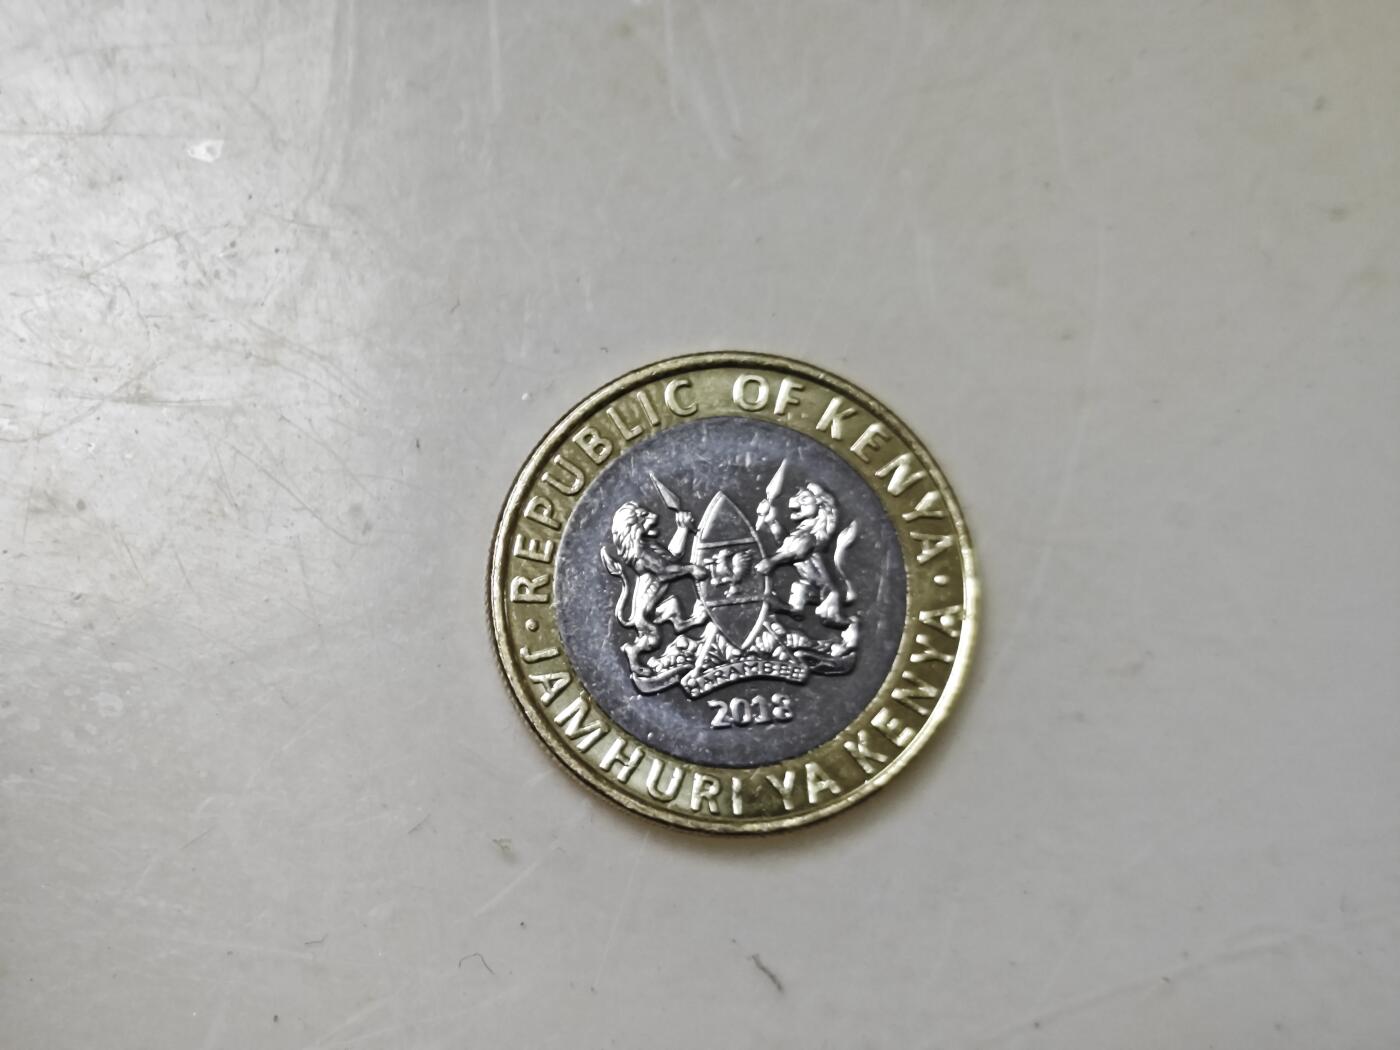 REPUBLIC OF KENYA
HARAMBEE
2018
JAMHURI YA KENYA